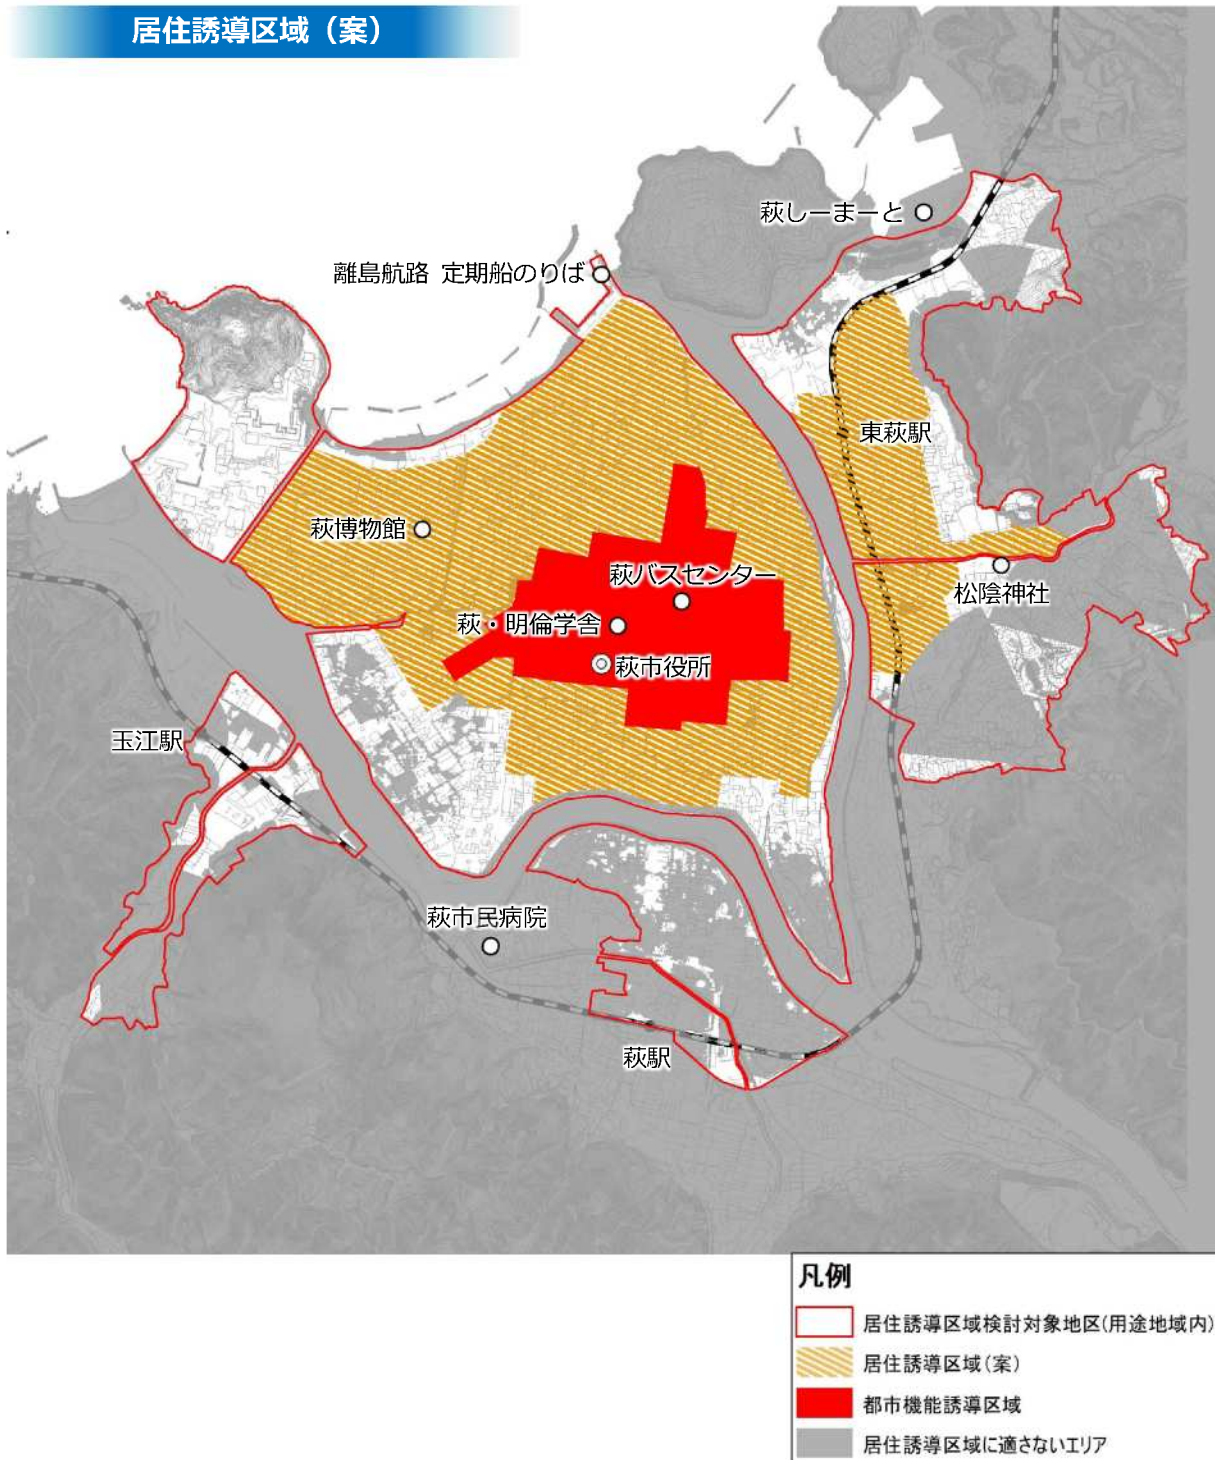 居住誘導区域（案）
萩しーまーと
離島航路 定期船のりば
東萩駅
萩博物館
萩バスセンター
松陰神社
萩・明倫学舎
萩市役所
玉江駅
萩市民病院
萩駅
凡例
居住誘導区域検討対象地区(用途地域内)
居住誘導区域(案)
都市機能誘導区域
居住誘導区域に適さないエリア